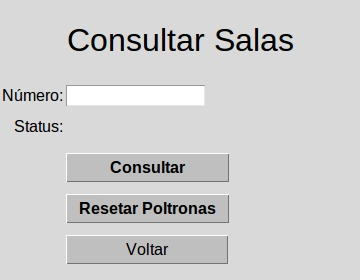 Consultar Salas
Número:
Status:
Consultar
Resetar Poltronas
Voltar